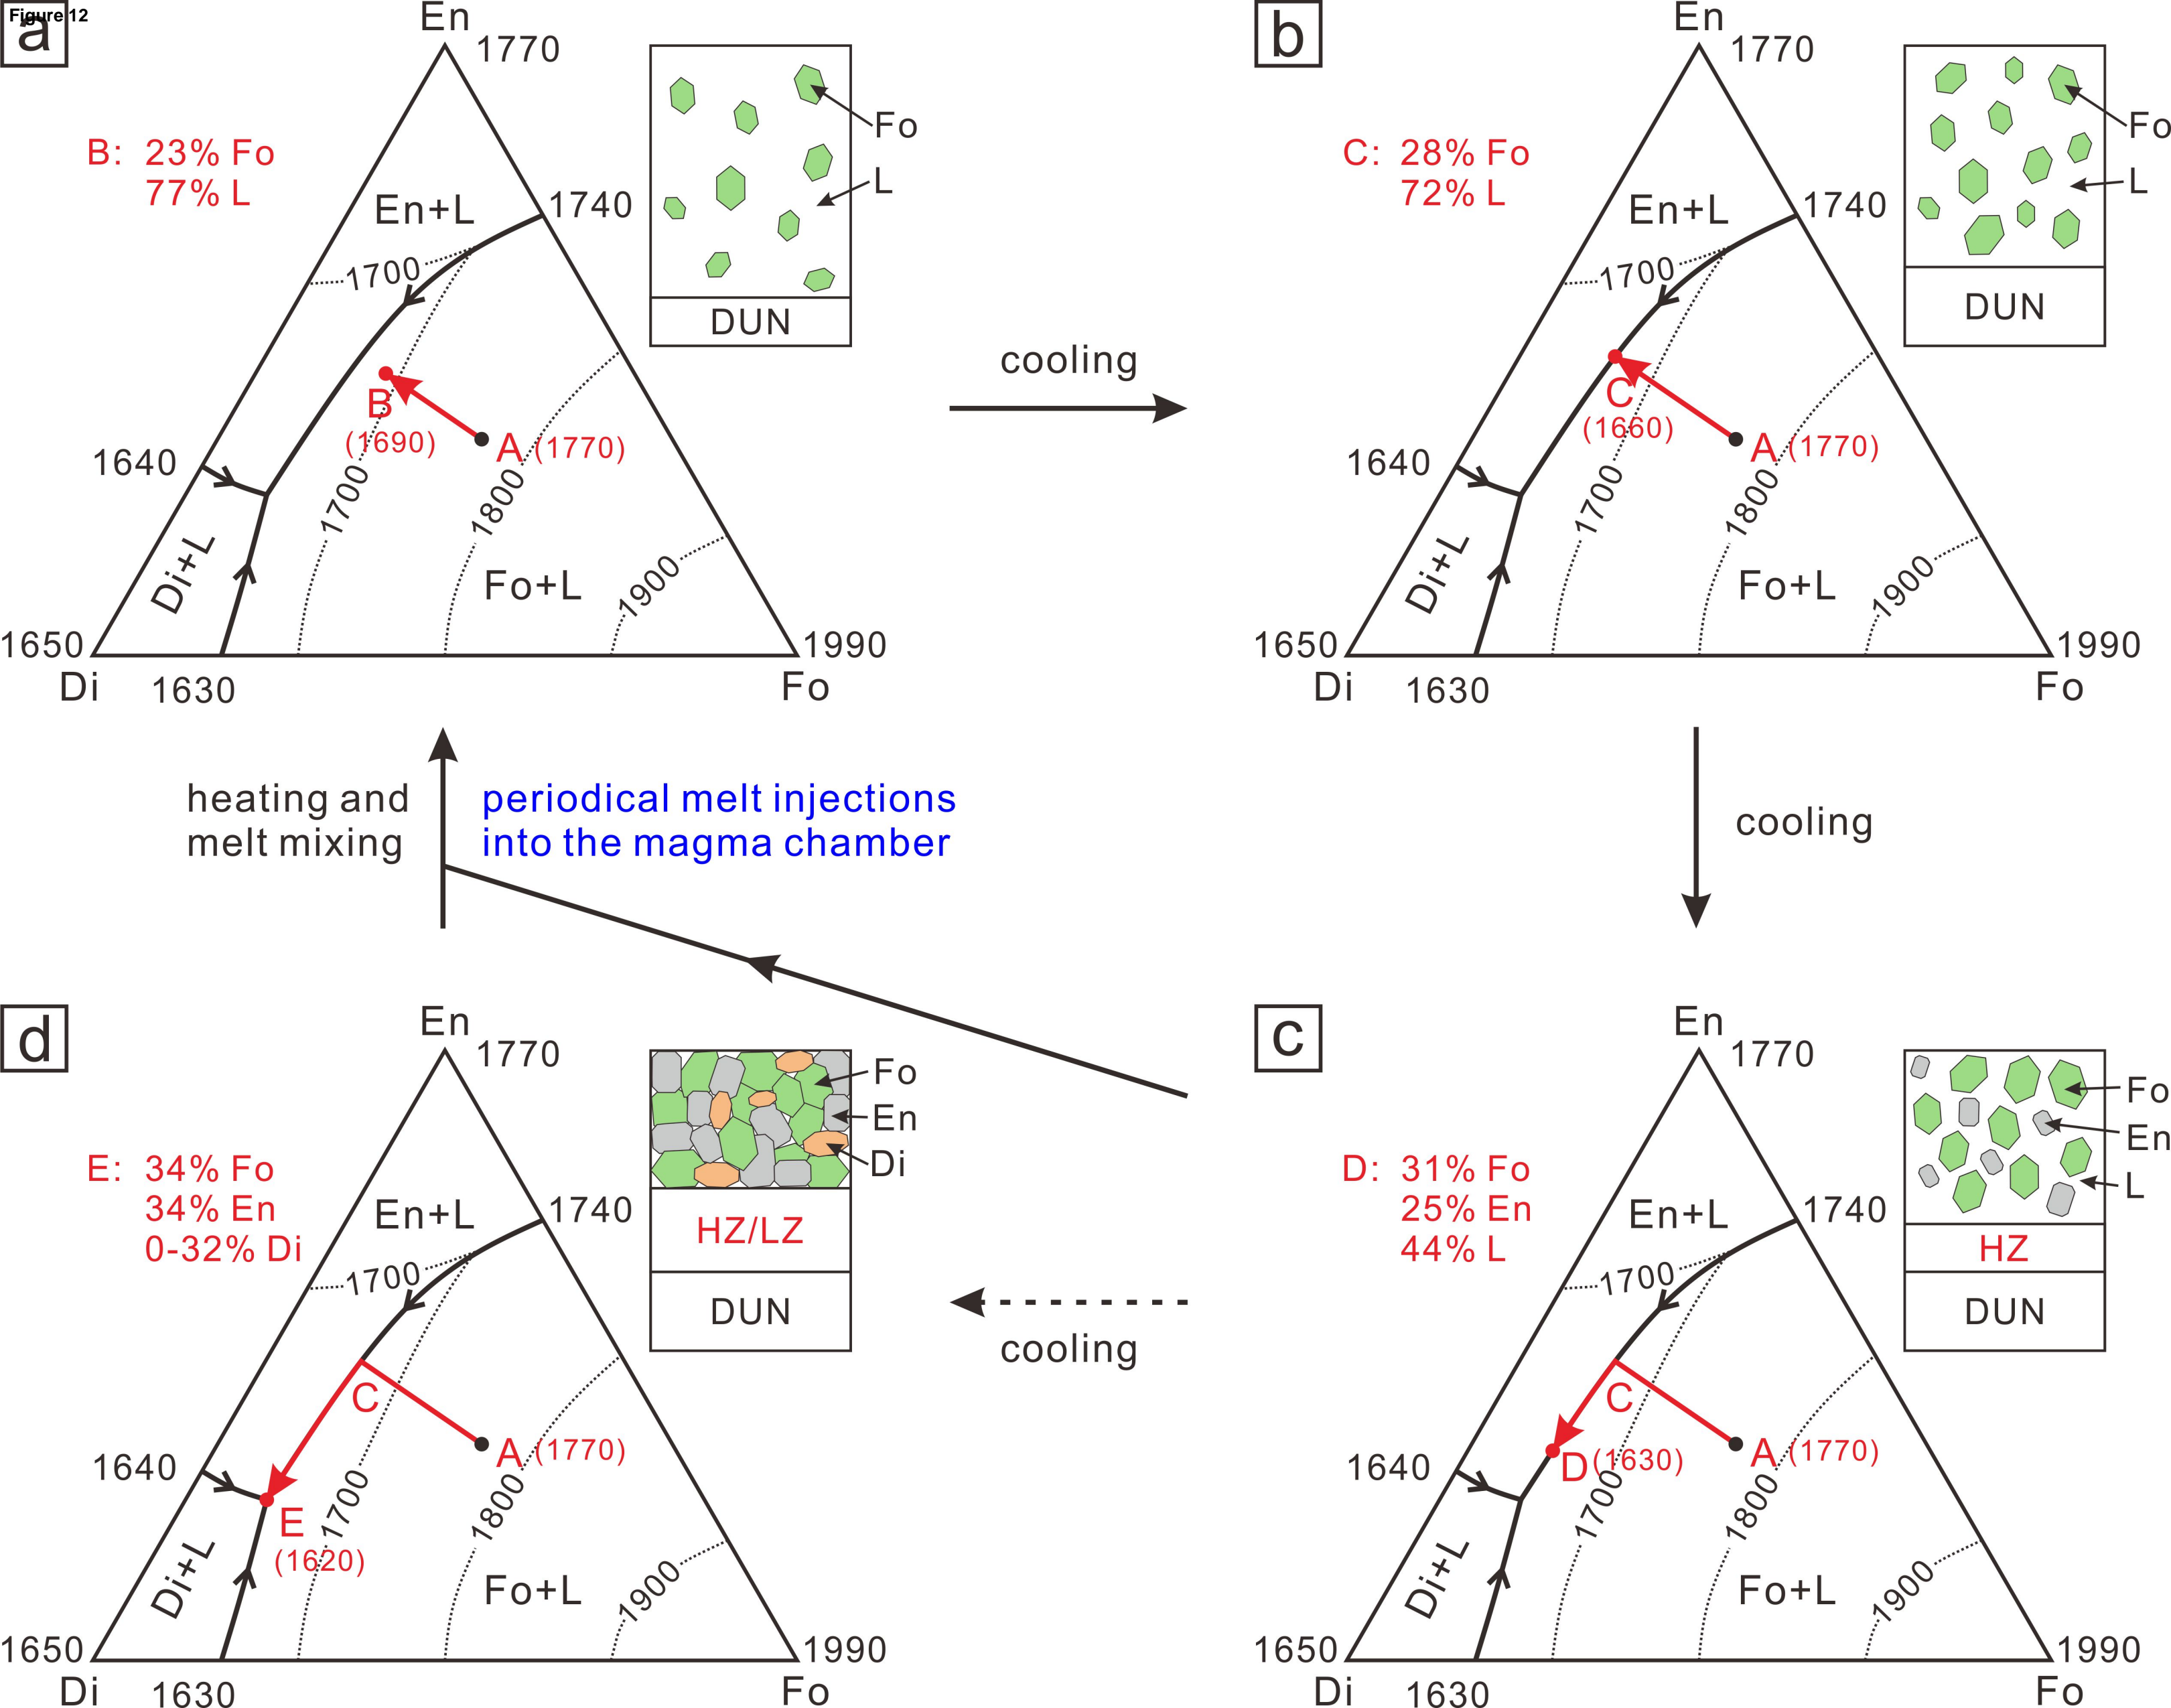 Figure 12
a
En
1770
B: 23% Fo
77% L
En+L
1740
1700
B
(1690)
A (1770)
1640
1700
1800
Di+L
Fo+L
1900
1650
1990
Di
1630
Fo
Fo
L
DUN
cooling
b
En
1770
C: 28% Fo
72% L
En+L
1740
1700
C
(1660)
A (1770)
1640
1700
1800
Di+L
Fo+L
1900
1650
1990
Di
1630
Fo
Fo
L
DUN
heating and
melt mixing
periodical melt injections
into the magma chamber
cooling
d
En
1770
E: 34% Fo
34% En
0-32% Di
En+L
1740
1700
C
A (1770)
1640
E
(1620)
1700
1800
Di+L
Fo+L
1900
1650
1990
Di
1630
Fo
Fo
En
Di
HZ/LZ
DUN
cooling
c
En
1770
D: 31% Fo
25% En
44% L
En+L
1740
1700
C
D (1630)
A (1770)
1640
1700
1800
Di+L
Fo+L
1900
1650
1990
Di
1630
Fo
Fo
En
L
HZ
DUN